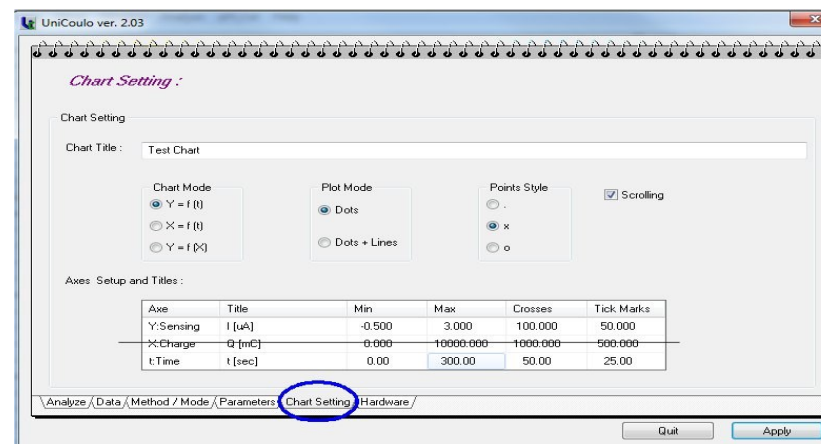 UniCoulo ver. 2.03
Chart Setting :
Chart Setting
Chart Title : Test Chart
Chart Mode Plot Mode Points Style
Y = f (t) Dots . Scrolling
X = f (t) x
Y = f (X) Dots + Lines o
Axes Setup and Titles :
Axe Title Min Max Crosses Tick Marks
Y:Sensing I [uA] -0.500 3.000 100.000 50.000
X:Charge Q [mC] 0.000 10000.000 1000.000 500.000
t:Time t [sec] 0.00 300.00 50.00 25.00
Analyze / Data / Method / Mode / Parameters Chart Setting Hardware /
Quit Apply